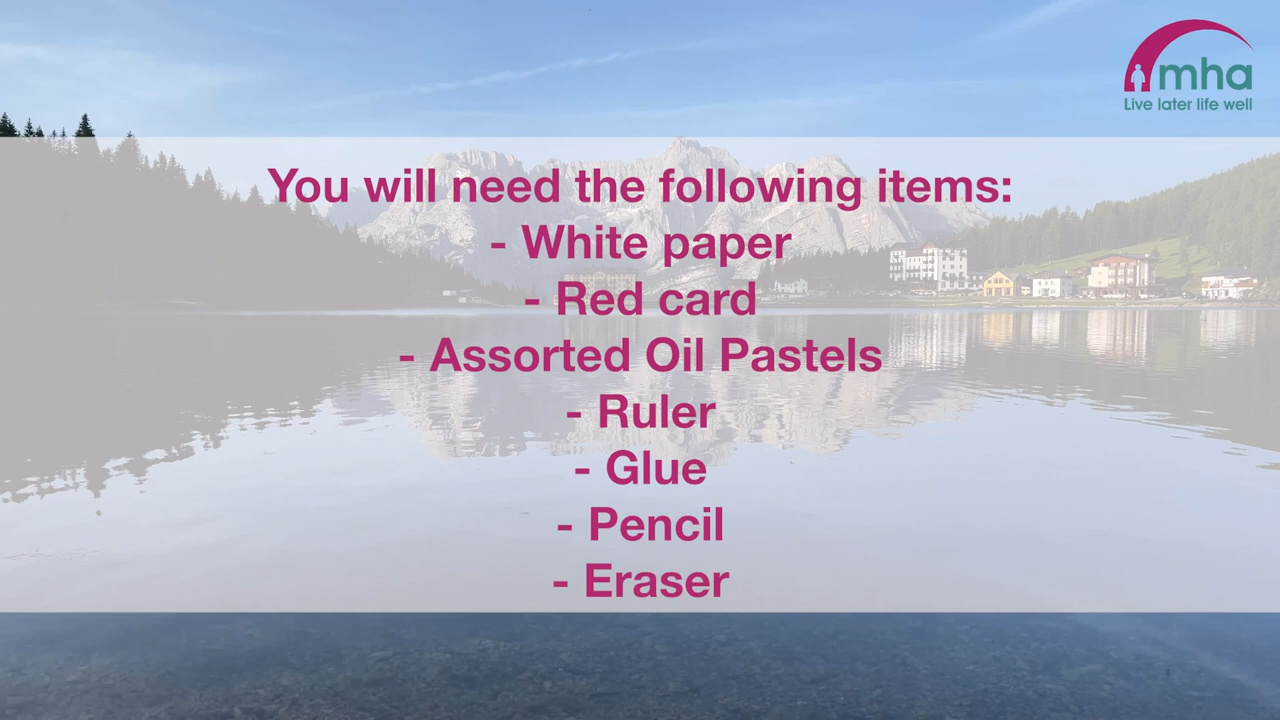 mha
Live later life well
You will need the following items:
- White paper
- Red card
- Assorted Oil Pastels
- Ruler
- Glue
- Pencil
- Eraser